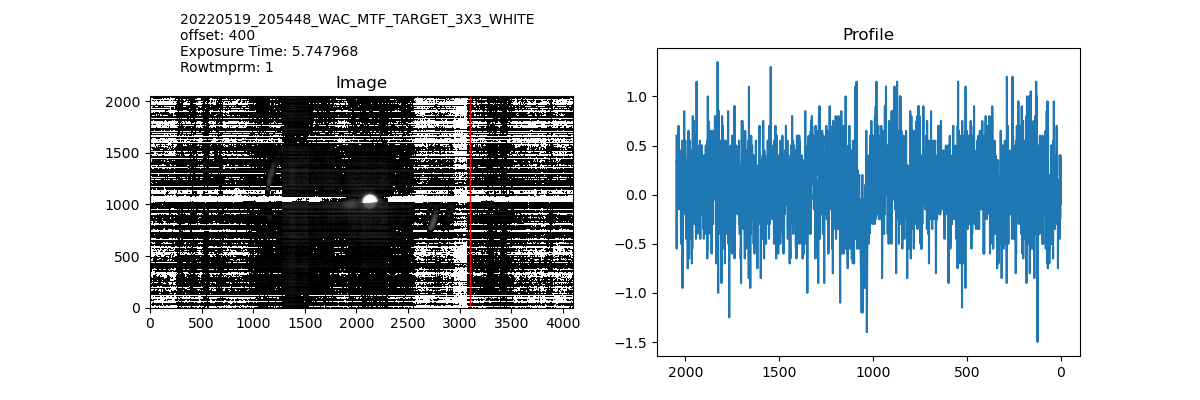 20220519_205448_WAC_MTF_TARGET_3X3_WHITE
offset: 400
Exposure Time: 5.747968
Rowtmprm: 1
Image
2000
1500
1000
500
0
0 500 1000 1500 2000 2500 3000 3500 4000
Profile
1.0
0.5
0.0
−0.5
−1.0
−1.5
2000 1500 1000 500 0